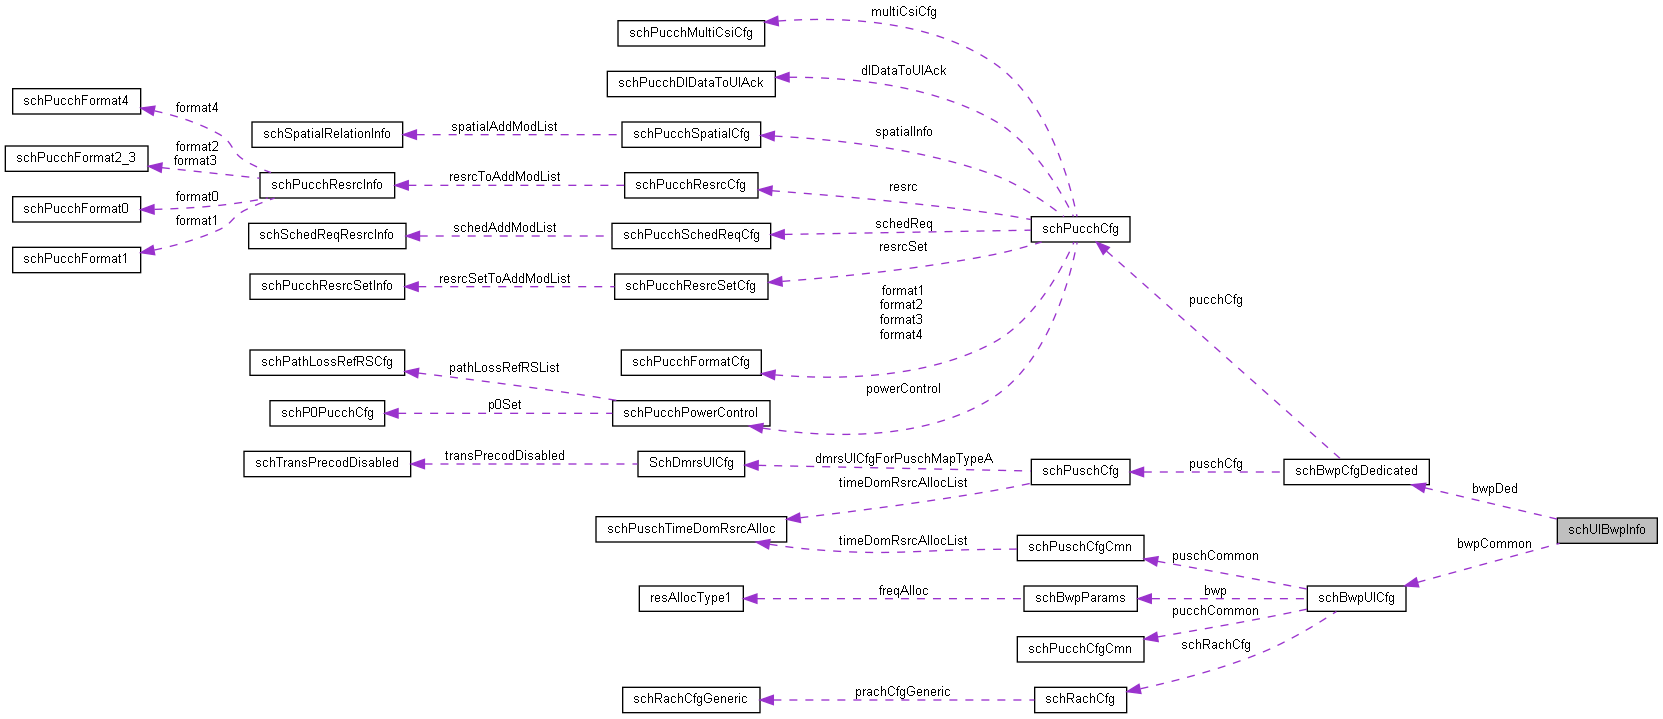 multiCsiCfg
schPucchMultiCsiCfg
dlDataToUlAck
schPucchDlDataToUlAck
schPucchFormat4
format4
schSpatialRelationInfo
spatialAddModList
schPucchSpatialCfg
spatialInfo
schPucchFormat2_3
format2
format3
schPucchResrcInfo
resrcToAddModList
schPucchResrcCfg
resrc
schPucchFormat0
format0
format1
schPucchFormat1
schSchedReqResrcInfo
schedAddModList
schPucchSchedReqCfg
schedReq
schPucchCfg
resrcSet
schPucchResrcSetInfo
resrcSetToAddModList
schPucchResrcSetCfg
format1
format2
format3
format4
pucchCfg
schPathLossRefRSCfg
pathLossRefRSList
schPucchFormatCfg
powerControl
schP0PucchCfg
p0Set
schPucchPowerControl
schTransPrecodDisabled
transPrecodDisabled
SchDmrsUlCfg
dmrsUlCfgForPuschMapTypeA
schPuschCfg
puschCfg
schBwpCfgDedicated
timeDomRsrcAllocList
bwpDed
schPuschTimeDomRsrcAlloc
schUlBwpInfo
timeDomRsrcAllocList
schPuschCfgCmn
puschCommon
bwpCommon
resAllocType1
freqAlloc
schBwpParams
bwp
schBwpUlCfg
pucchCommon
schPucchCfgCmn
schRachCfg
schRachCfgGeneric
prachCfgGeneric
schRachCfg